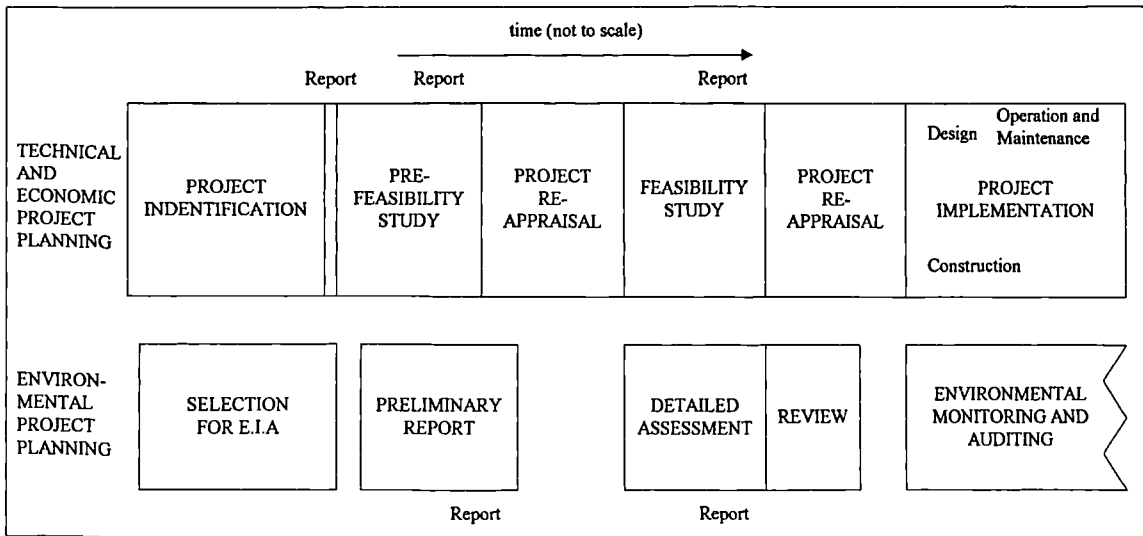 time (not to scale)
Report
Report
Report
TECHNICAL
AND
ECONOMIC
PROJECT
PLANNING
PROJECT
INDENTIFICATION
PRE-
FEASIBILITY
STUDY
PROJECT
RE-
APPRAISAL
FEASIBILITY
STUDY
PROJECT
RE-
APPRAISAL
Design
Operation and
Maintenance
PROJECT
IMPLEMENTATION
Construction
ENVIRON-
MENTAL
PROJECT
PLANNING
SELECTION
FOR E.I.A
PRELIMINARY
REPORT
DETAILED
ASSESSMENT
REVIEW
ENVIRONMENTAL
MONITORING AND
AUDITING
Report
Report